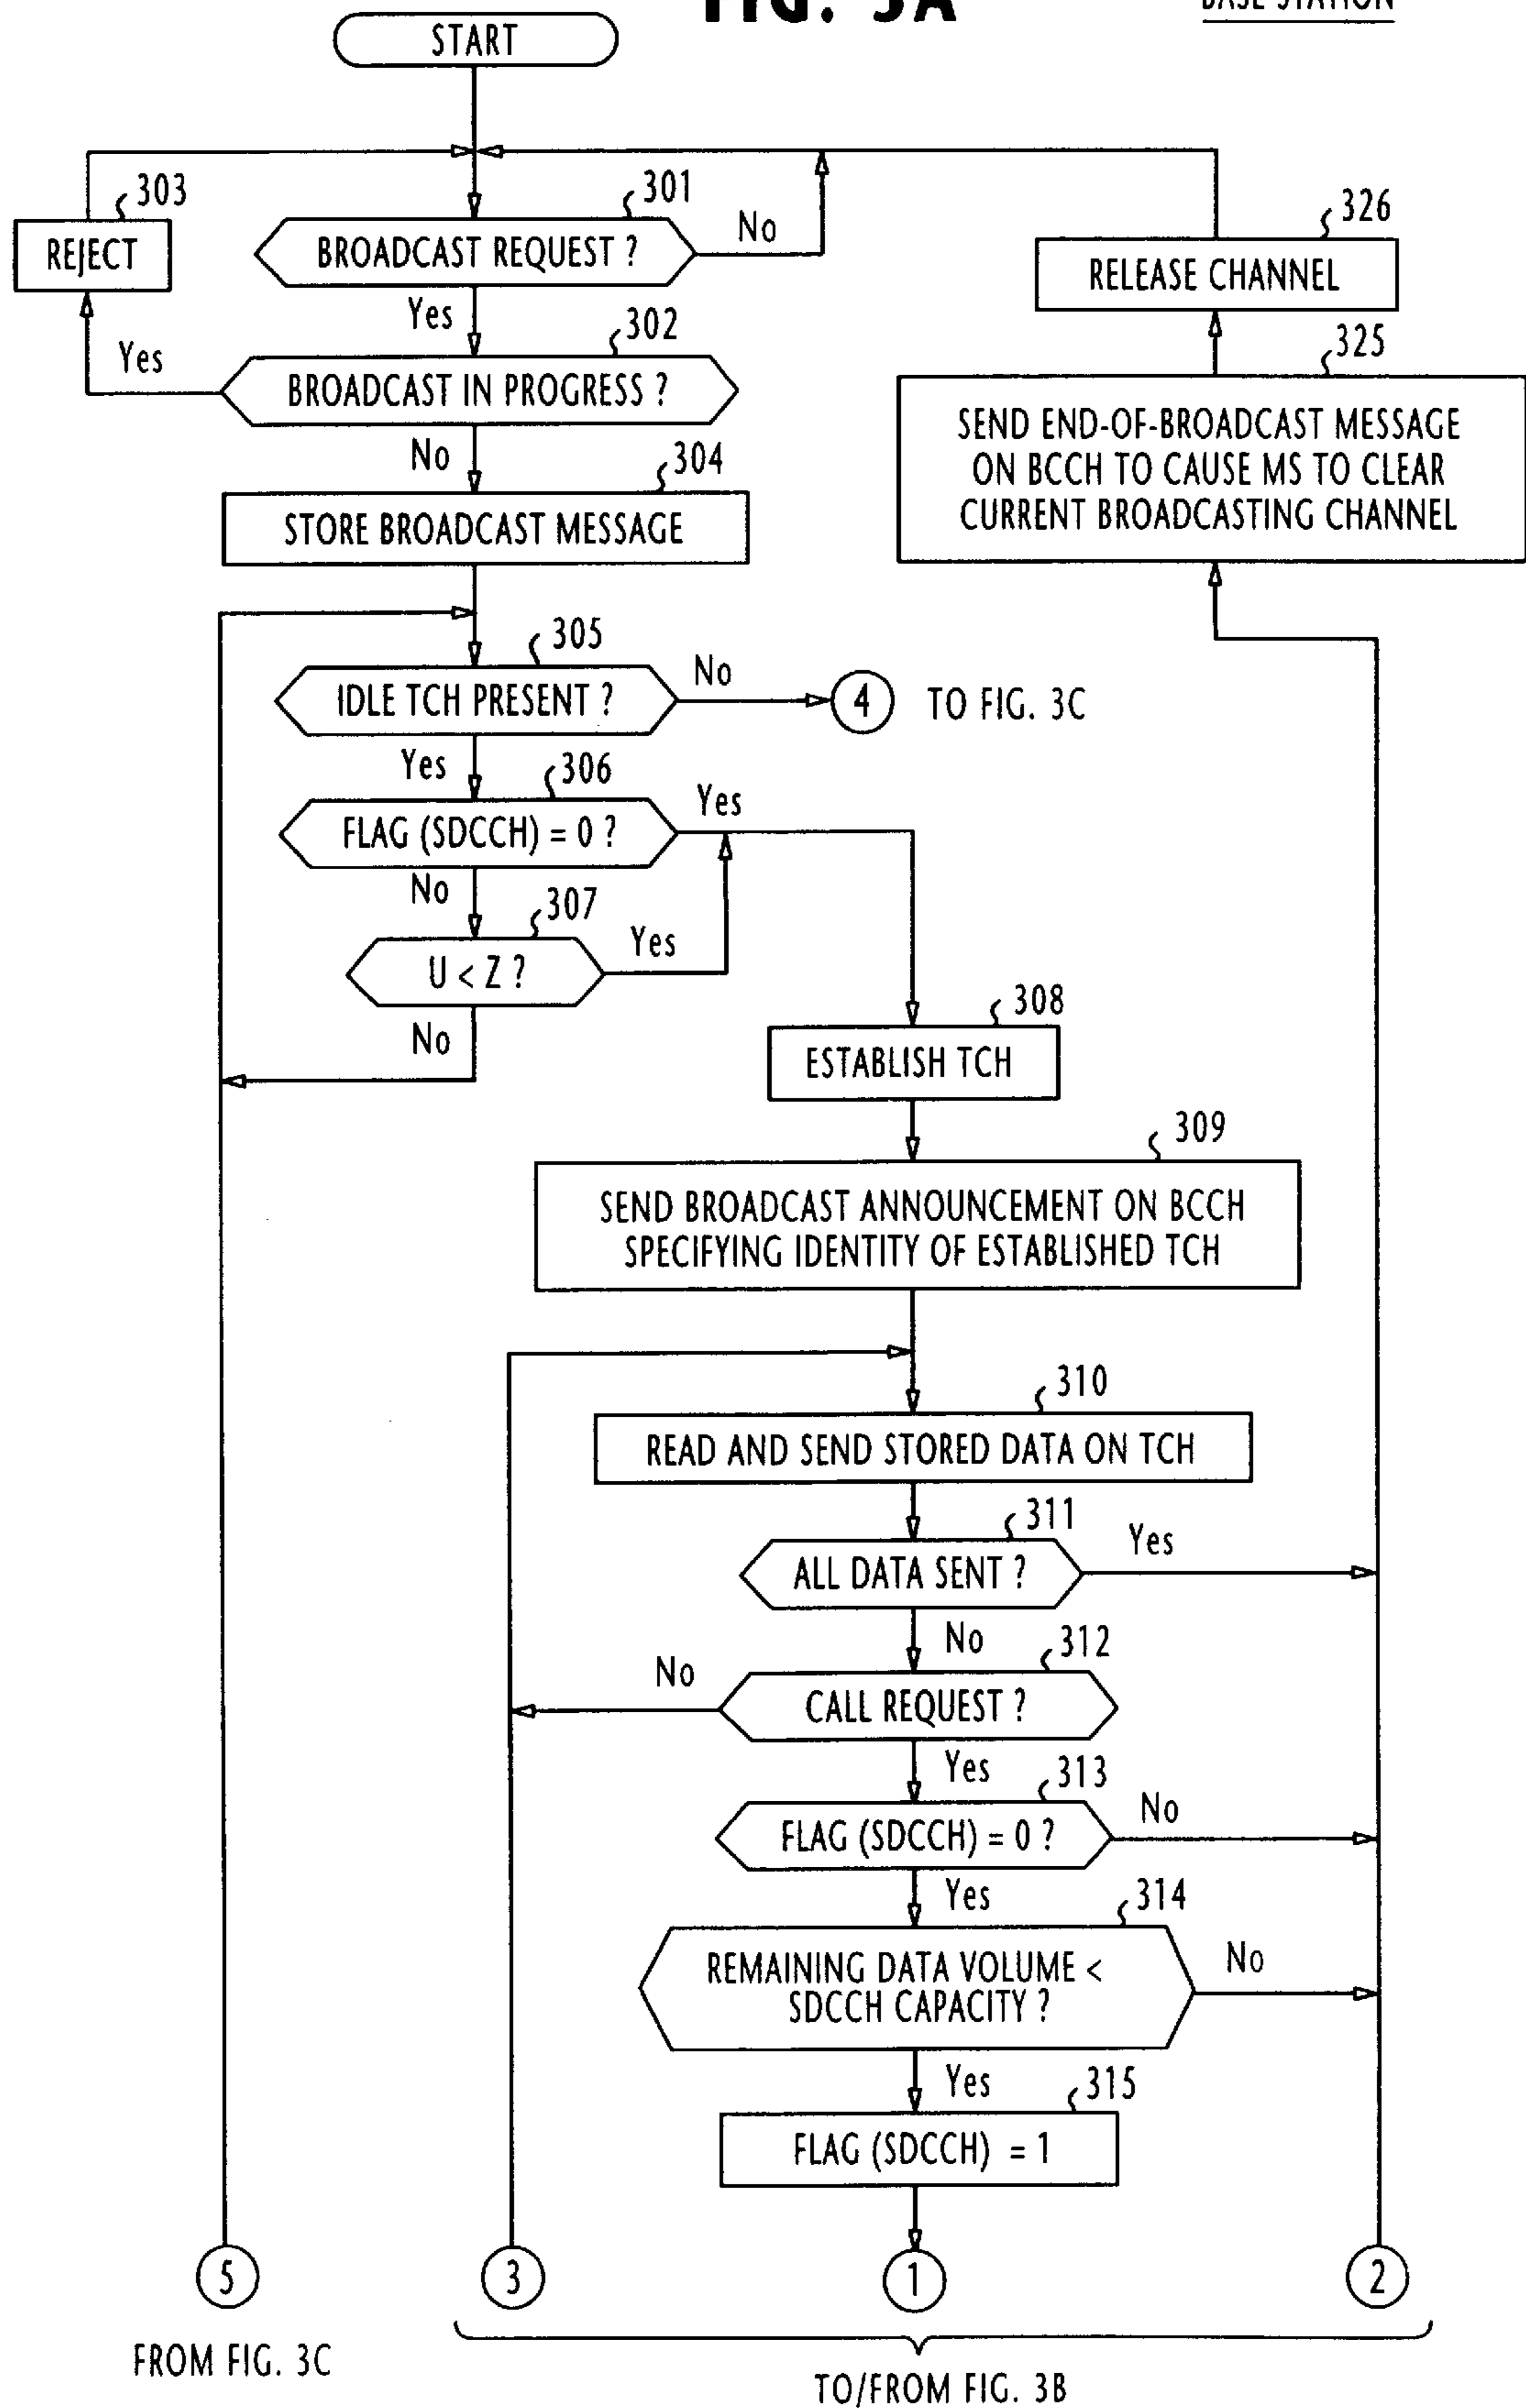 FIG. 3A
BASE STATION
START
303
301
326
REJECT
BROADCAST REQUEST ?
No
RELEASE CHANNEL
Yes
302
325
Yes
BROADCAST IN PROGRESS ?
SEND END-OF-BROADCAST MESSAGE
ON BCCH TO CAUSE MS TO CLEAR
CURRENT BROADCASTING CHANNEL
No
304
STORE BROADCAST MESSAGE
305
IDLE TCH PRESENT ?
No
4
TO FIG. 3C
Yes
306
FLAG (SDCCH) = 0 ?
Yes
No
307
U < Z ?
Yes
No
308
ESTABLISH TCH
309
SEND BROADCAST ANNOUNCEMENT ON BCCH
SPECIFYING IDENTITY OF ESTABLISHED TCH
310
READ AND SEND STORED DATA ON TCH
311
ALL DATA SENT ?
Yes
No
312
No
CALL REQUEST ?
Yes
313
FLAG (SDCCH) = 0 ?
No
Yes
314
REMAINING DATA VOLUME <
SDCCH CAPACITY ?
No
Yes
315
FLAG (SDCCH) = 1
5
3
1
2
FROM FIG. 3C
TO/FROM FIG. 3B